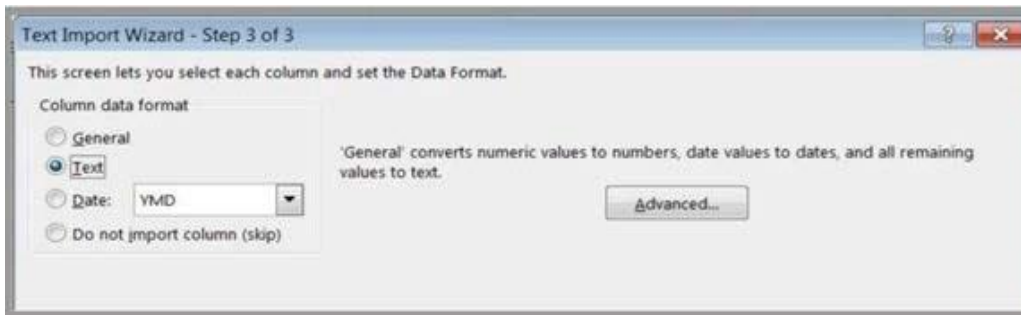 Text Import Wizard - Step 3 of 3
This screen lets you select each column and set the Data Format.
Column data format
General
Text
Date: YMD
Do not import column (skip)
'General' converts numeric values to numbers, date values to dates, and all remaining
values to text.
Advanced...